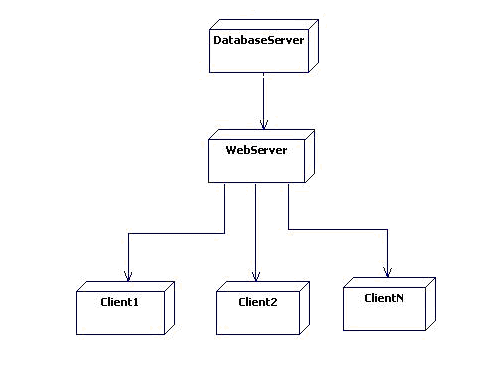 DatabaseServer
WebServer
Client1
Client2
ClientN